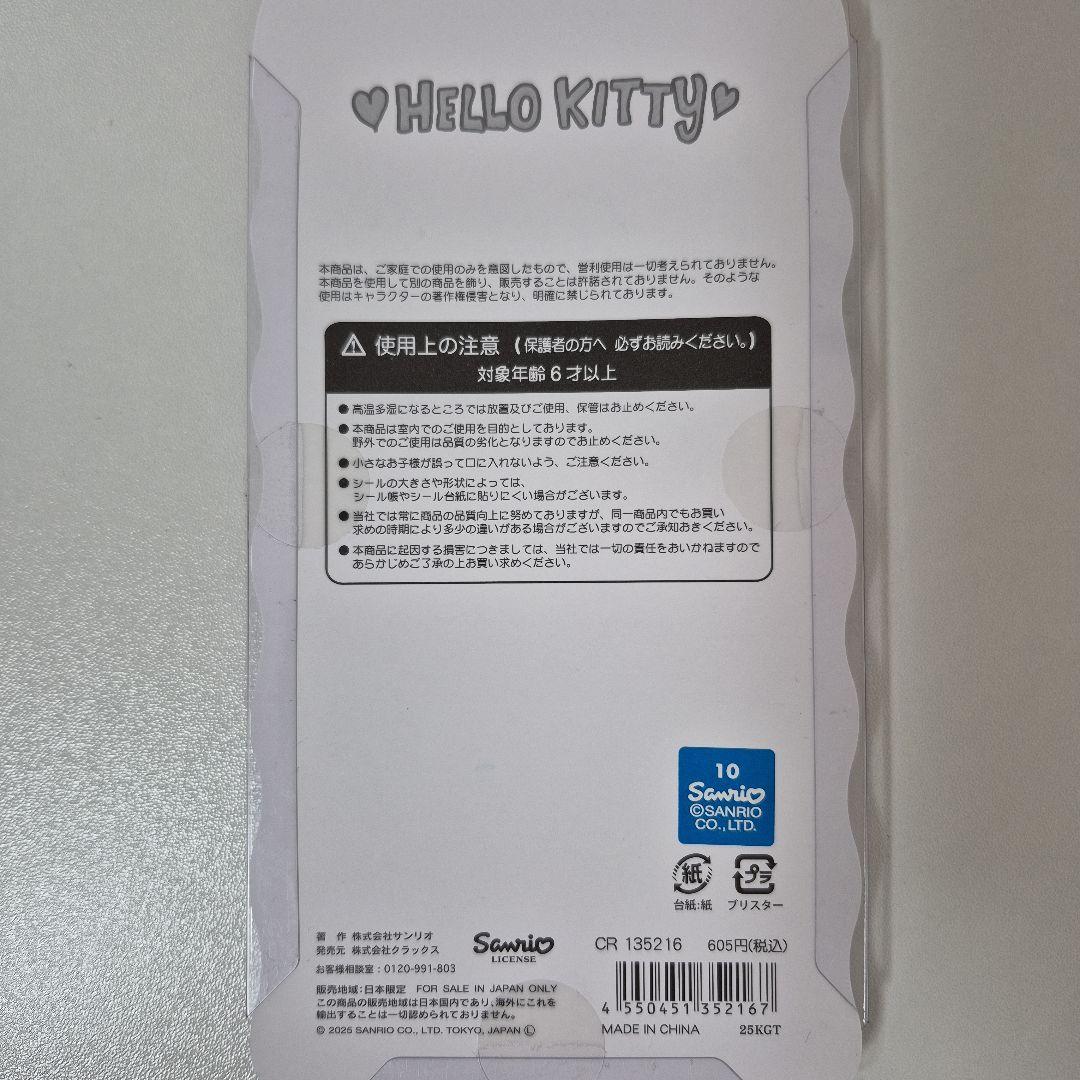 ♥HELLO KITTY♥
本商品は、ご家庭での使用のみを意図したもので、営利使用は一切考えられておりません。
本商品を使用して別の商品を飾り、販売することは許諾されておりません。そのような
使用はキャラクターの著作権侵害となり、明確に禁じられております。
⚠ 使用上の注意 (保護者の方へ 必ずお読みください。)
対象年齢6才以上
●高温多湿になるところでは放置及びご使用、保管はお止めください。
●本商品は室内でのご使用を目的としております。
野外でのご使用は品質の劣化となりますのでお止めください。
●小さなお子様が誤って口に入れないよう、ご注意ください。
●シールの大きさや形状によっては、
シール帳やシール台紙に貼りにくい場合がございます。
●当社では常に商品の品質向上に努めておりますが、同一商品内でもお買い
求めの時期により多少の違いがある場合がございますのでご承知おきください。
●本商品に起因する損害につきましては、当社では一切の責任をおいかねますので
あらかじめご了承の上お買い求めください。
10
Sanrio
©SANRIO
CO.,LTD.
紙 プラ
台紙:紙 ブリスター
著 作 株式会社サンリオ
発売元 株式会社クラックス
お客様相談室:0120-991-803
Sanrio
LICENSE
CR 135216 605円(税込)
販売地域:日本限定 FOR SALE IN JAPAN ONLY
この商品の販売地域は日本国内であり、海外にこれを
輸出することは一切認められておりません。
© 2025 SANRIO CO., LTD. TOKYO, JAPAN Ⓛ
4 550451 352167
MADE IN CHINA 25KGT